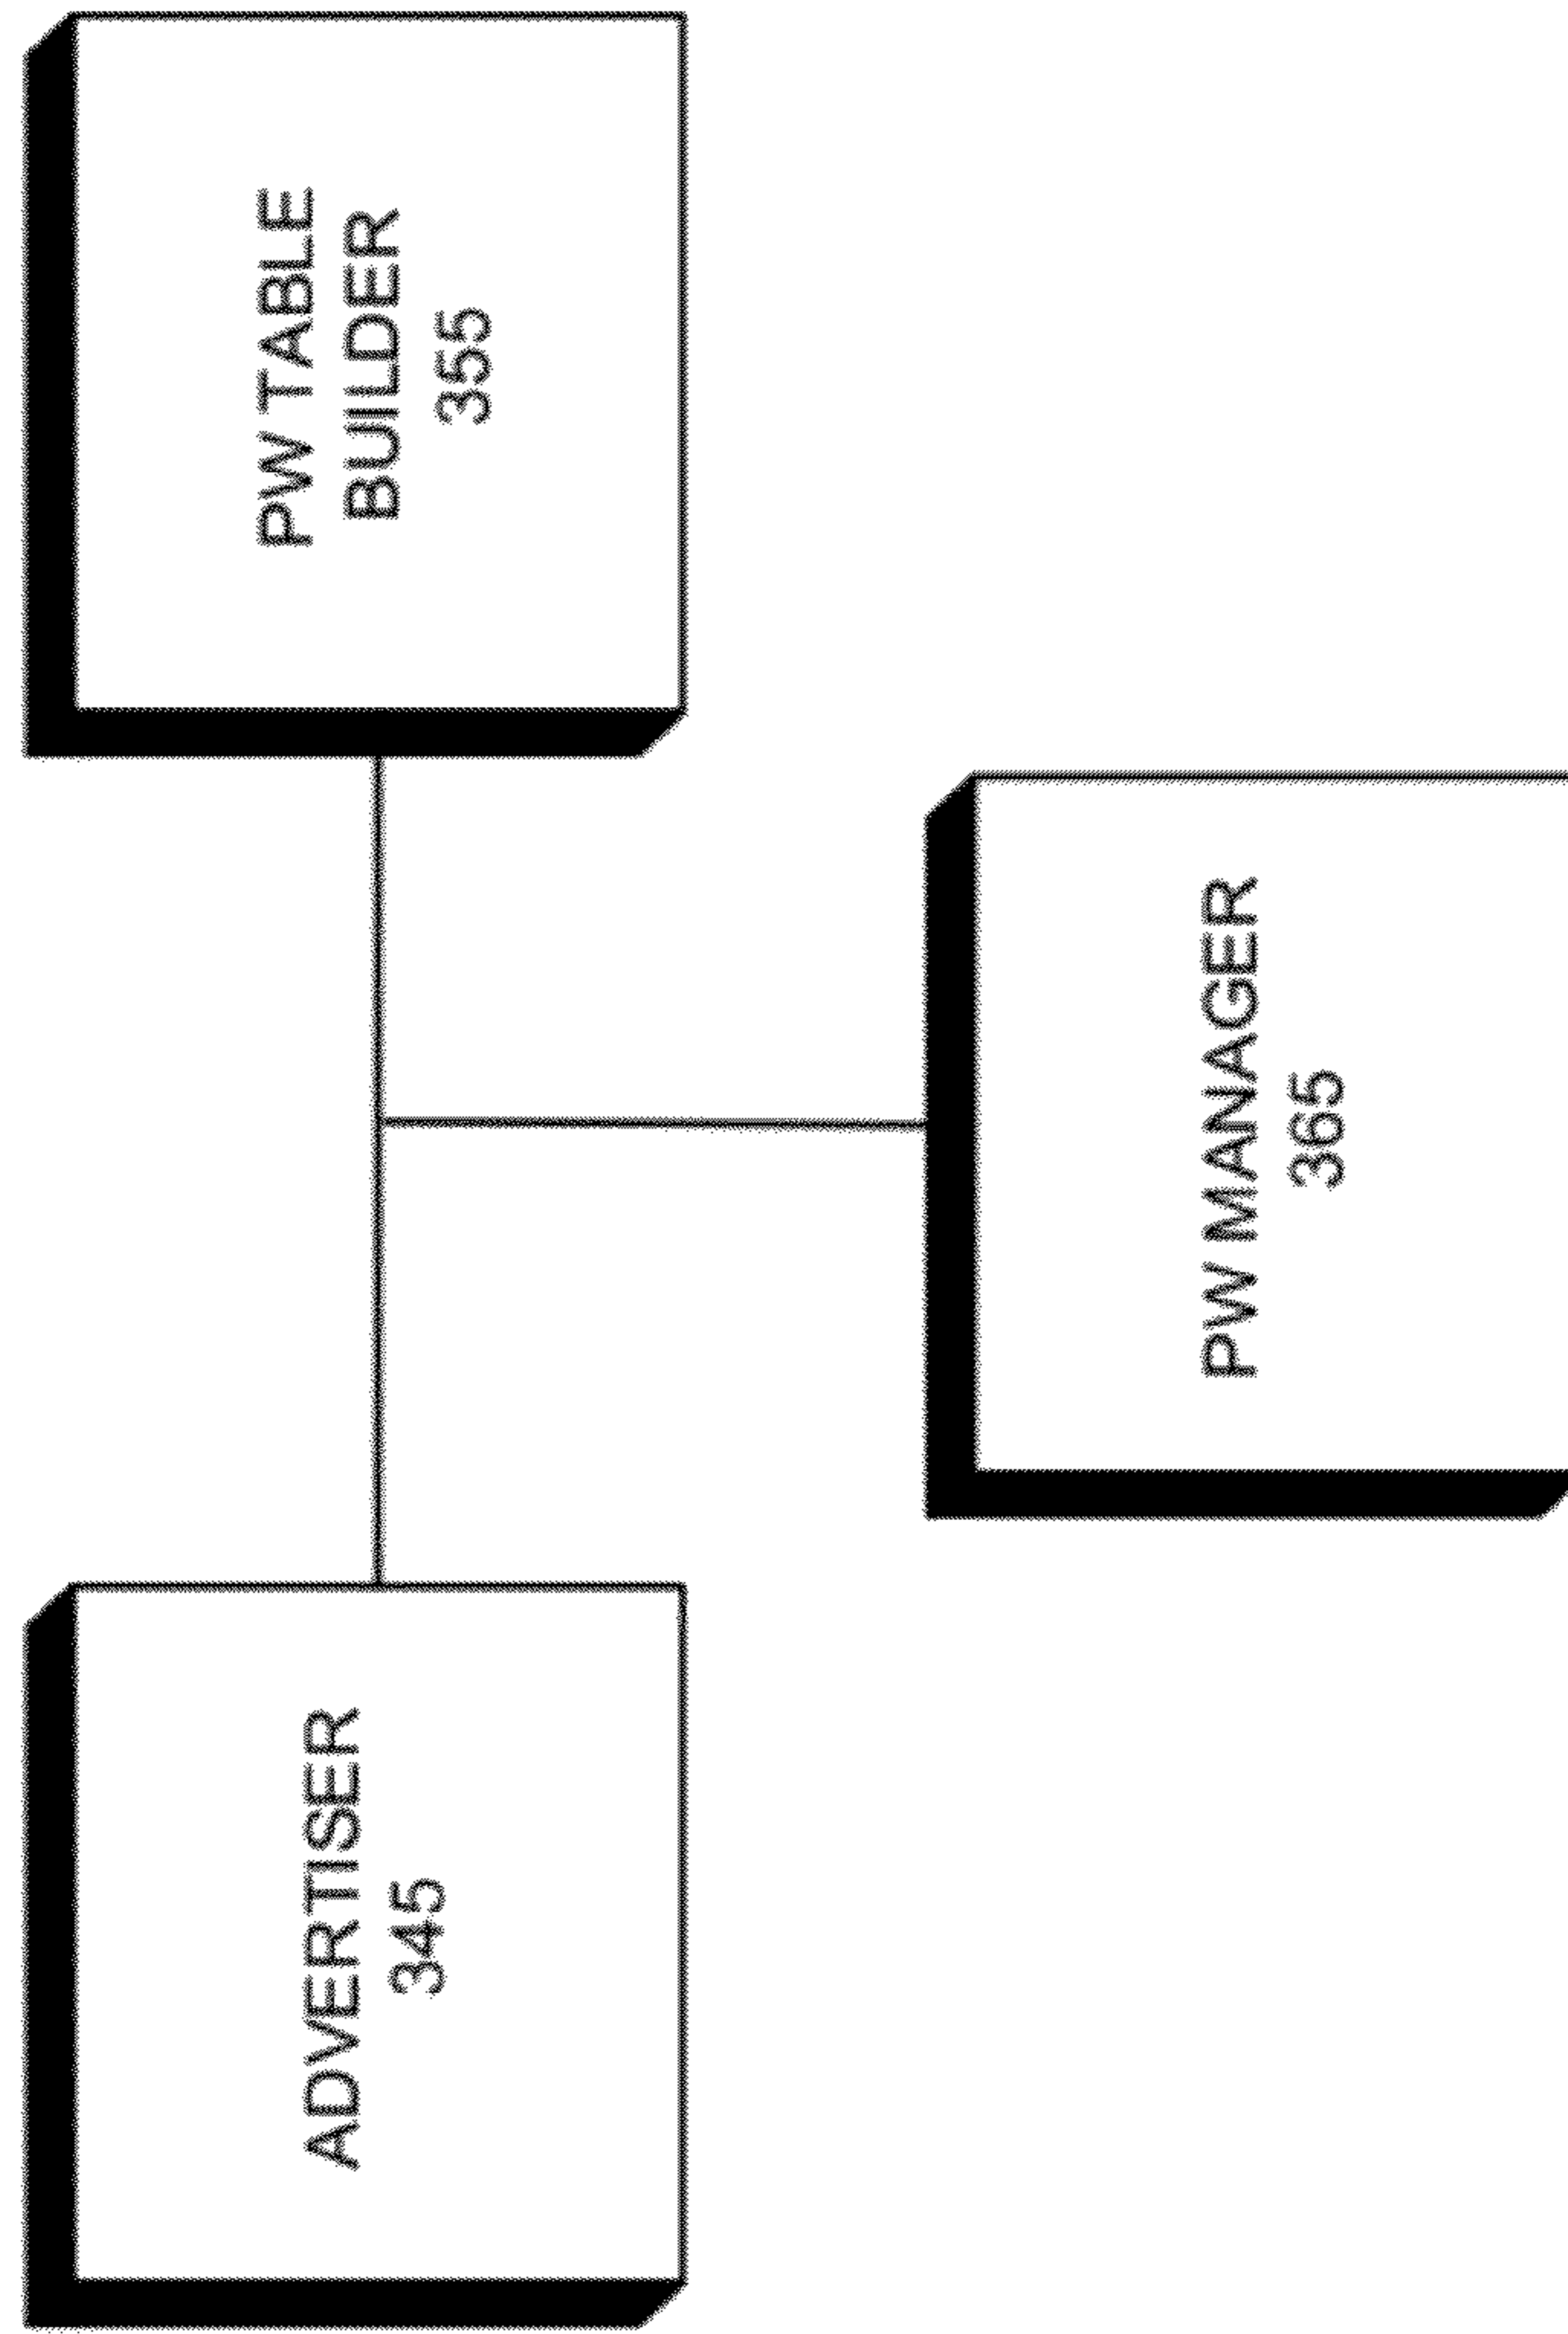 ADVERTISER
345
PW TABLE
BUILDER
355
PW MANAGER
365